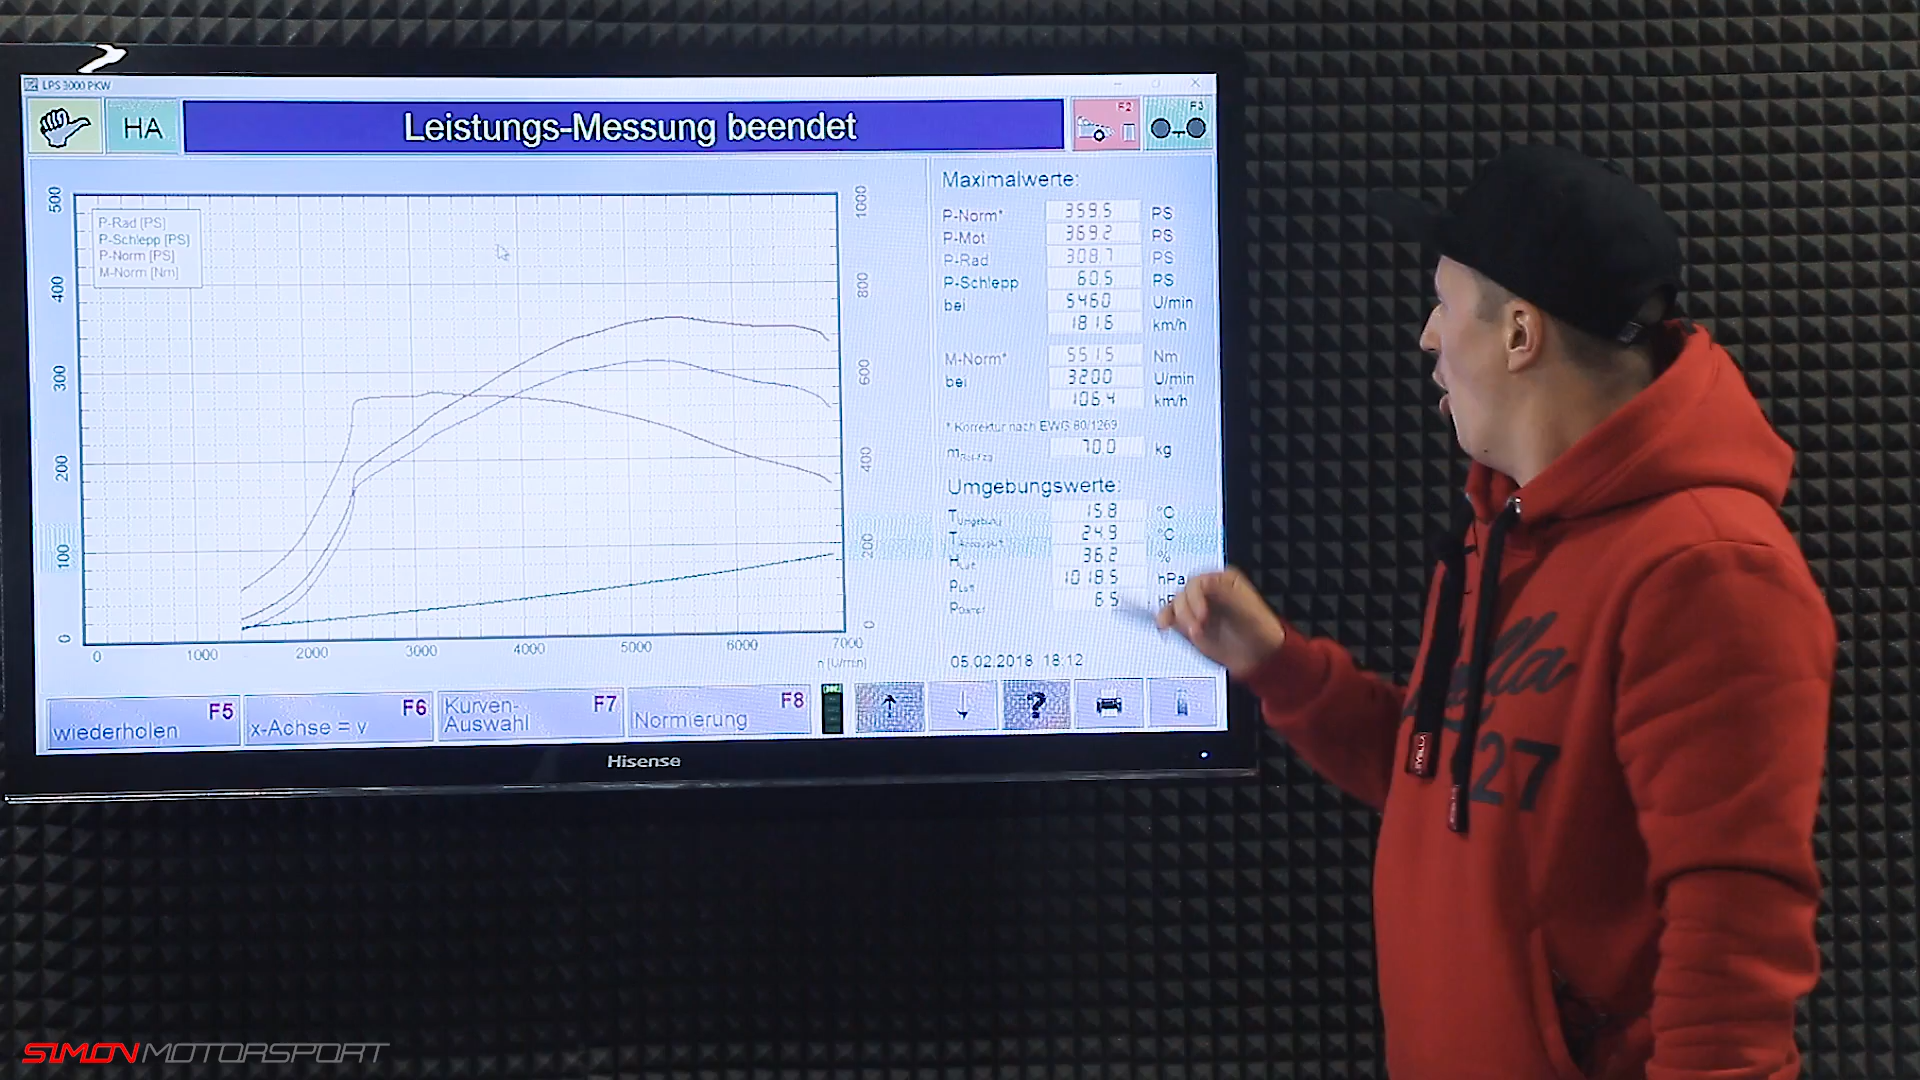 LPS 3000 PKW
HA
Leistungs-Messung beendet
F2
F3
500
400
300
200
100
0
P-Rad [PS]
P-Schlepp [PS]
P-Norm [PS]
M-Norm [Nm]
1000
800
600
400
200
0
0 1000 2000 3000 4000 5000 6000 7000
n [U/min]
Maximalwerte:
P-Norm* 359.5 PS
P-Mot 369.2 PS
P-Rad 308.7 PS
P-Schlepp 60.5 PS
bei 5460 U/min
181.6 km/h
M-Norm* 551.5 Nm
bei 3200 U/min
106.4 km/h
* Korrektur nach EWG 80/1269
70.0 kg
Umgebungswerte:
T Umgebung 15.8 °C
24.9 °C
H Luft 36.2 %
P Luft 1018.5 hPa
P Dampf 6.5
05.02.2018 18:12
wiederholen F5
x-Achse = y F6
Kurven-Auswahl F7
Normierung F8
?
Hisense
27
SIMON MOTORSPORT